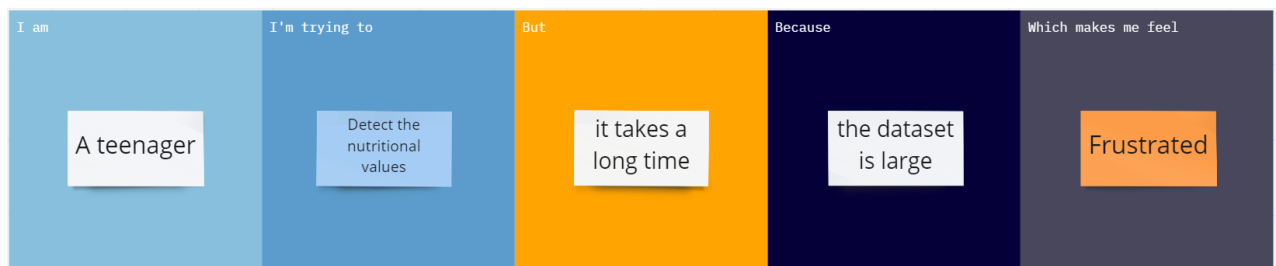 I am
A teenager
I'm trying to
Detect the
nutritional
values
But
it takes a
long time
Because
the dataset
is large
Which makes me feel
Frustrated